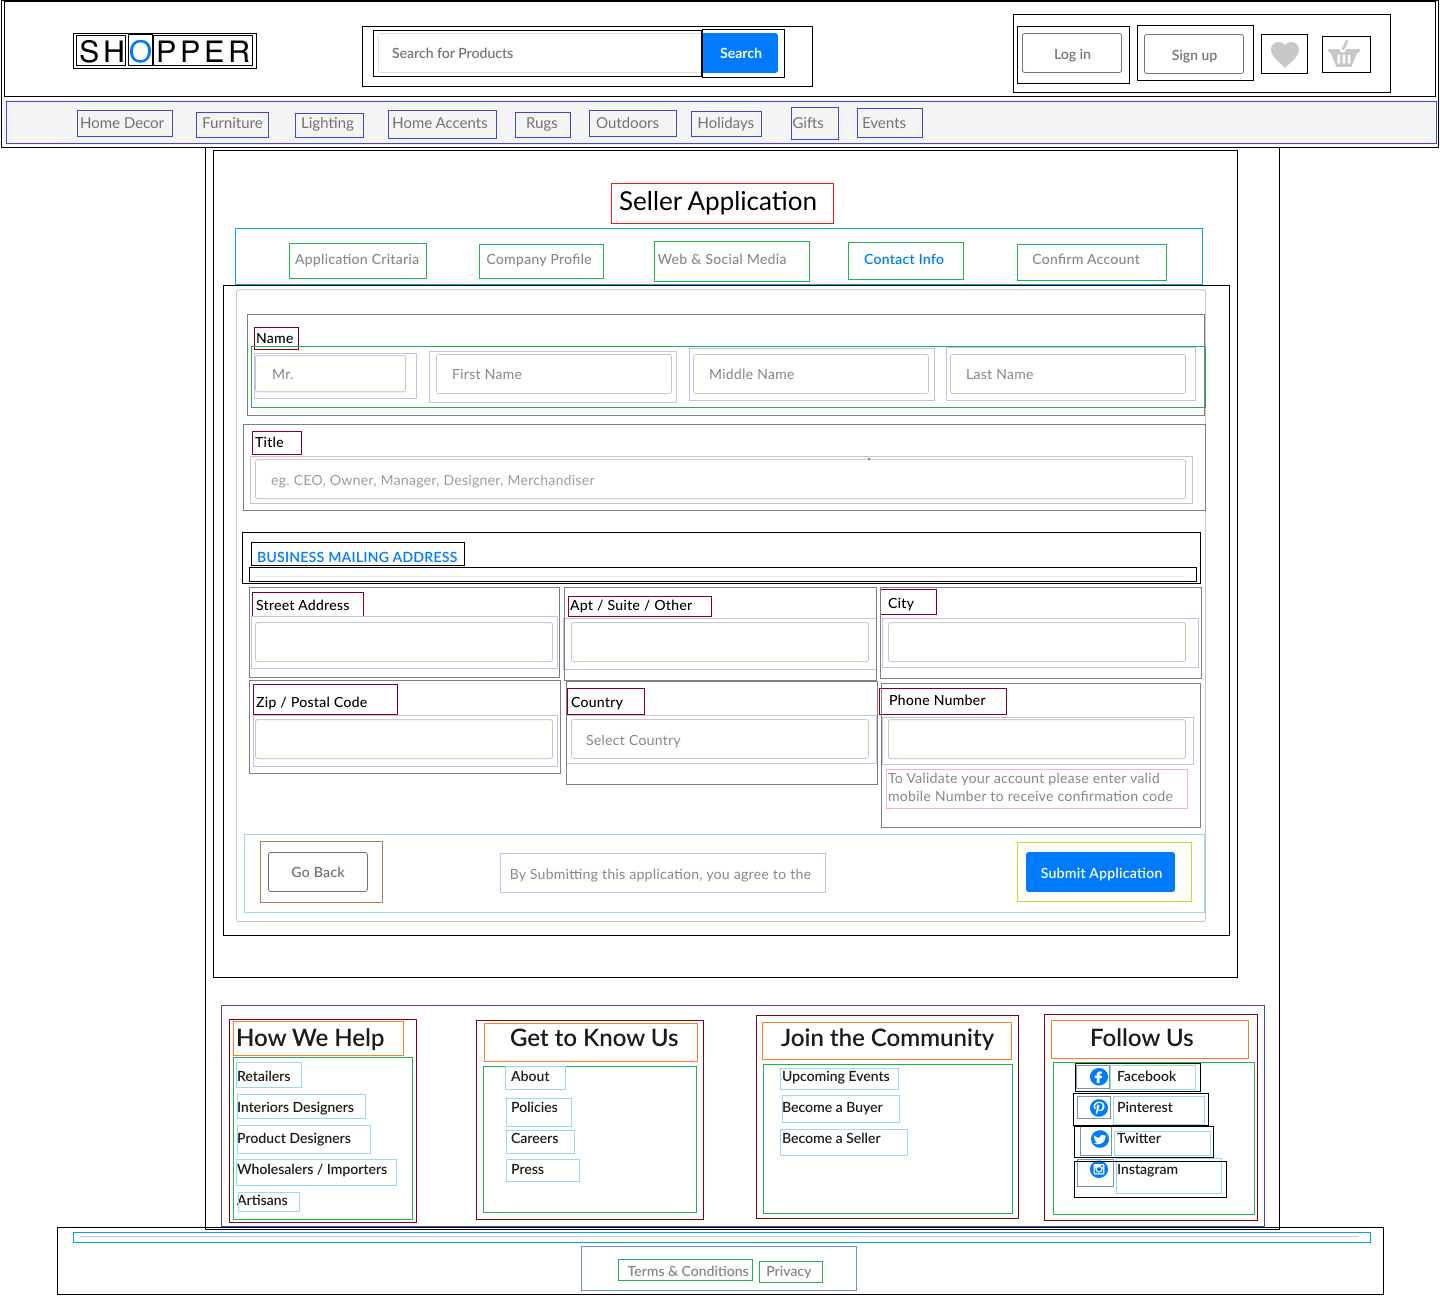 SHOPPER
Search for Products
Search
Log in
Sign up
Home Decor
Furniture
Lighting
Home Accents
Rugs
Outdoors
Holidays
Gifts
Events
Seller Application
Application Critaria
Company Profile
Web & Social Media
Contact Info
Confirm Account
Name
Mr.
First Name
Middle Name
Last Name
Title
eg. CEO, Owner, Manager, Designer, Merchandiser
BUSINESS MAILING ADDRESS
Street Address
Apt / Suite / Other
City
Zip / Postal Code
Country
Phone Number
Select Country
To Validate your account please enter valid
mobile Number to receive confirmation code
Go Back
By Submitting this application, you agree to the
Submit Application
How We Help
Retailers
Interiors Designers
Product Designers
Wholesalers / Importers
Artisans
Get to Know Us
About
Policies
Careers
Press
Join the Community
Upcoming Events
Become a Buyer
Become a Seller
Follow Us
Facebook
Pinterest
Twitter
Instagram
Terms & Conditions
Privacy